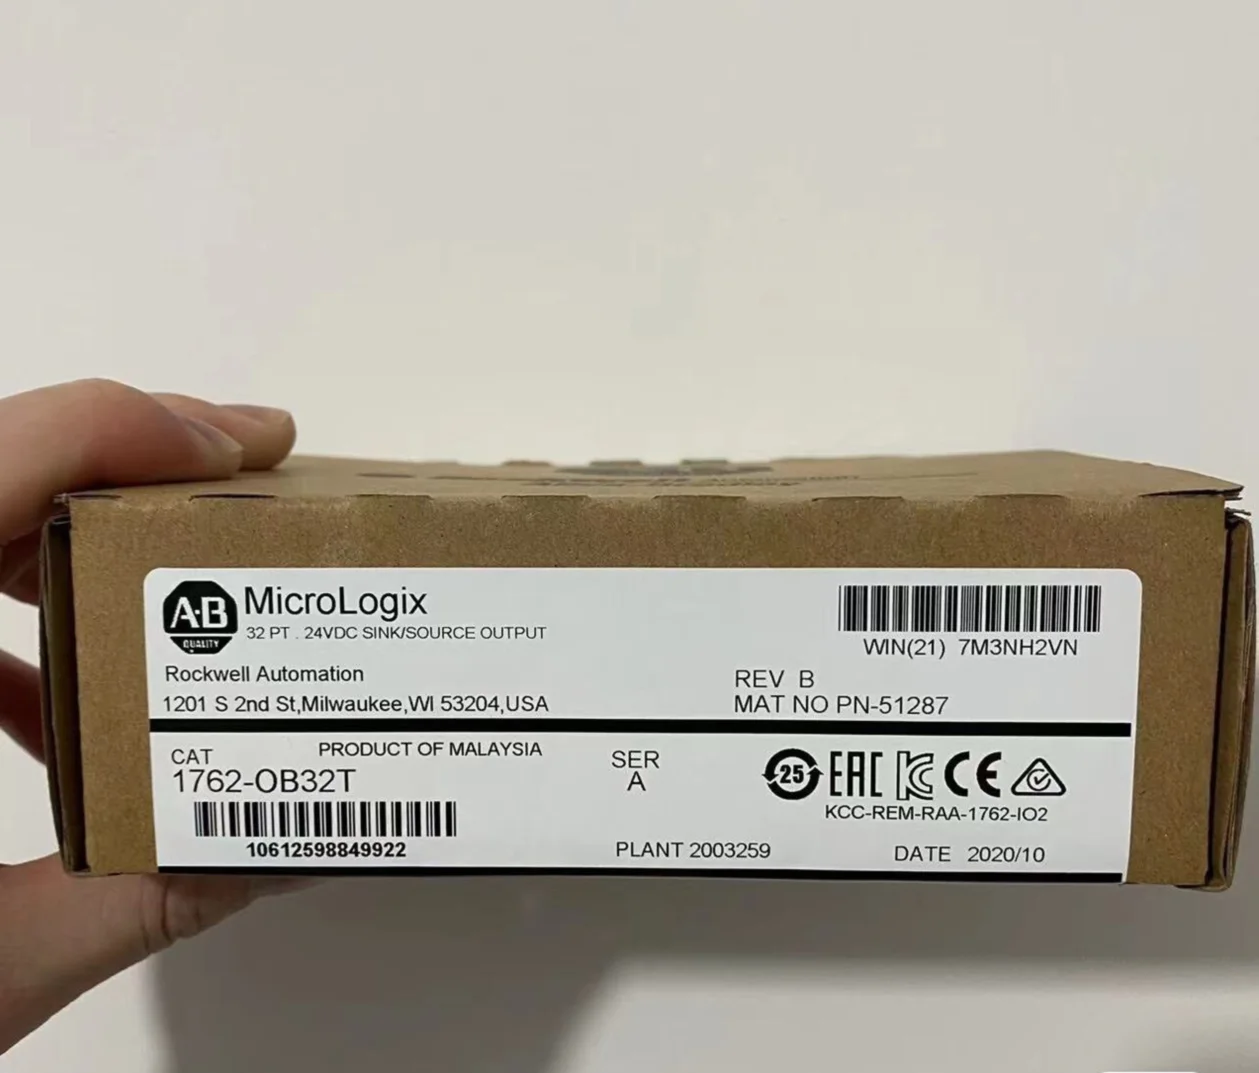 A-B
QUALITY
MicroLogix
32 PT . 24VDC SINK/SOURCE OUTPUT
Rockwell Automation
1201 S 2nd St,Milwaukee,WI 53204,USA
WIN(21) 7M3NH2VN
REV B
MAT NO PN-51287
CAT
1762-OB32T
PRODUCT OF MALAYSIA
10612598849922
SER
A
PLANT 2003259
25
EAC
KC
CE
KCC-REM-RAA-1762-IO2
DATE 2020/10